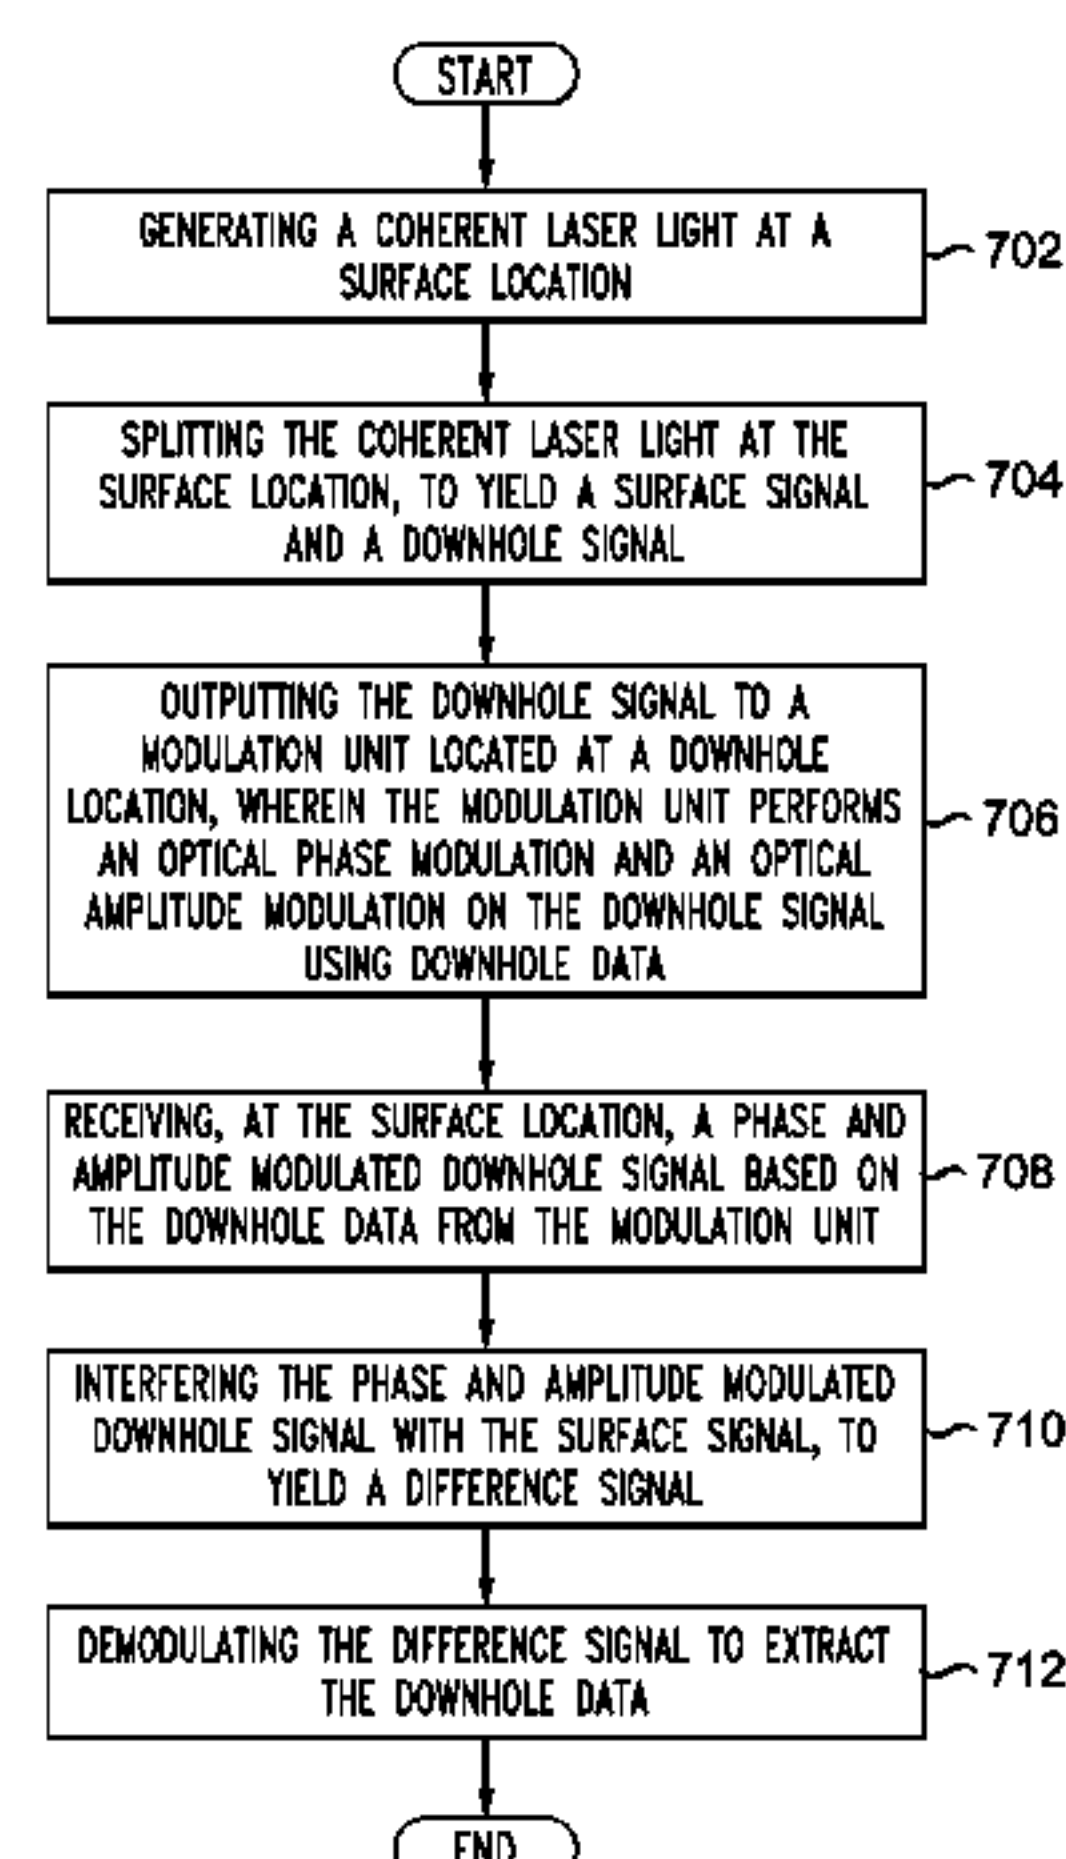 START
GENERATING A COHERENT LASER LIGHT AT A
SURFACE LOCATION
702
SPLITTING THE COHERENT LASER LIGHT AT THE
SURFACE LOCATION, TO YIELD A SURFACE SIGNAL
AND A DOWNHOLE SIGNAL
704
OUTPUTTING THE DOWNHOLE SIGNAL TO A
MODULATION UNIT LOCATED AT A DOWNHOLE
LOCATION, WHEREIN THE MODULATION UNIT PERFORMS
AN OPTICAL PHASE MODULATION AND AN OPTICAL
AMPLITUDE MODULATION ON THE DOWNHOLE SIGNAL
USING DOWNHOLE DATA
706
RECEIVING, AT THE SURFACE LOCATION, A PHASE AND
AMPLITUDE MODULATED DOWNHOLE SIGNAL BASED ON
THE DOWNHOLE DATA FROM THE MODULATION UNIT
708
INTERFERING THE PHASE AND AMPLITUDE MODULATED
DOWNHOLE SIGNAL WITH THE SURFACE SIGNAL, TO
YIELD A DIFFERENCE SIGNAL
710
DEMODULATING THE DIFFERENCE SIGNAL TO EXTRACT
THE DOWNHOLE DATA
712
END